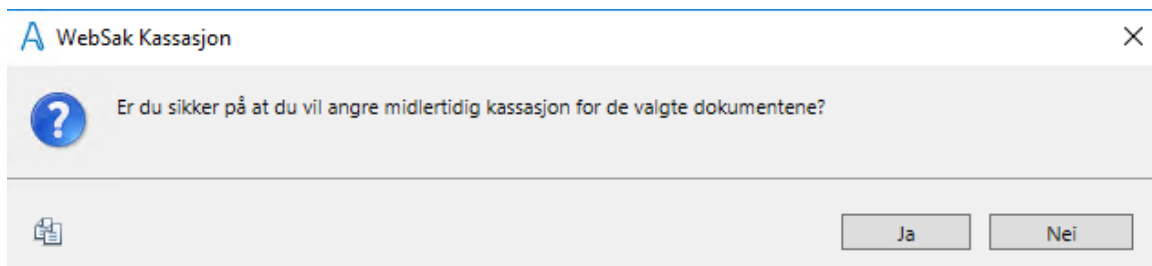 WebSak Kassasjon
Er du sikker på at du vil angre midlertidig kassasjon for de valgte dokumentene?
Ja Nei